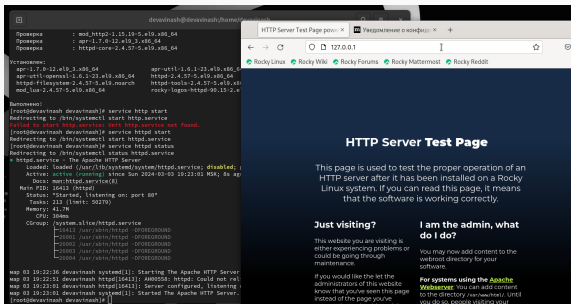 devavinash@devavinash:/home/
Проверка : mod_http2-1.15.19-5.el9.x86_64
Проверка : apr-1.7.0-12.el9_3.x86_64
Проверка : httpd-core-2.4.57-5.el9.x86_64
Установлен:
apr-1.7.0-12.el9_3.x86_64 apr-util-1.6.1-23.el9.x86
apr-util-openssl-1.6.1-23.el9.x86_64 httpd-2.4.57-5.el9.x86_64
httpd-filesystem-2.4.57-5.el9.noarch httpd-tools-2.4.57-5.el9.x8
mod_lua-2.4.57-5.el9.x86_64 rocky-logos-httpd-90.15-2.e
Выполнено!
[root@devavinash devavinash]# service http start
Redirecting to /bin/systemctl start http.service
Failed to start http.service: Unit http.service not found.
[root@devavinash devavinash]# service httpd start
Redirecting to /bin/systemctl start httpd.service
[root@devavinash devavinash]# service httpd status
Redirecting to /bin/systemctl status httpd.service
● httpd.service - The Apache HTTP Server
Loaded: loaded (/usr/lib/systemd/system/httpd.service; disabled;
Active: active (running) since Sun 2024-03-03 19:23:01 MSK; 8s ag
Docs: man:httpd.service(8)
Main PID: 16413 (httpd)
Status: "Started, listening on: port 80"
Tasks: 213 (limit: 50279)
Memory: 41.7M
CPU: 304ms
CGroup: /system.slice/httpd.service
├─16413 /usr/sbin/httpd -DFOREGROUND
├─20001 /usr/sbin/httpd -DFOREGROUND
├─20002 /usr/sbin/httpd -DFOREGROUND
├─20003 /usr/sbin/httpd -DFOREGROUND
мар 03 19:22:36 devavinash systemd[1]: Starting The Apache HTTP Server
мар 03 19:22:51 devavinash httpd[16413]: AH00558: httpd: Could not rel
мар 03 19:23:01 devavinash httpd[16413]: Server configured, listening
мар 03 19:23:01 devavinash systemd[1]: Started The Apache HTTP Server.
[root@devavinash devavinash]#
HTTP Server Test Page powe
Уведомление о конфид
127.0.0.1
Rocky Linux Rocky Wiki Rocky Forums Rocky Mattermost Rocky Reddit
HTTP Server Test Page
This page is used to test the proper operation of an
HTTP server after it has been installed on a Rocky
Linux system. If you can read this page, it means
that the software is working correctly.
Just visiting?
This website you are visiting is
either experiencing problems or
could be going through
maintenance.
If you would like the let the
administrators of this website
know that you've seen this page
instead of the page you've
I am the admin, what
do I do?
You may now add content to the
webroot directory for your
software.
For systems using the Apache
Webserver: You can add content
to the directory /var/www/html/. Until
you do so, people visiting your